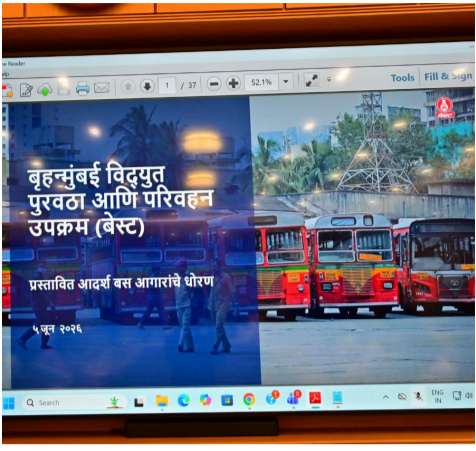 Tools
Fill & Sign
1 / 37
52.1%
बृहन्मुंबई विद्युत
पुरवठा आणि परिवहन
उपक्रम (बेस्ट)
प्रस्तावित आदर्श बस आगारांचे धोरण
५ जून २०२६
Search
ENG
IN